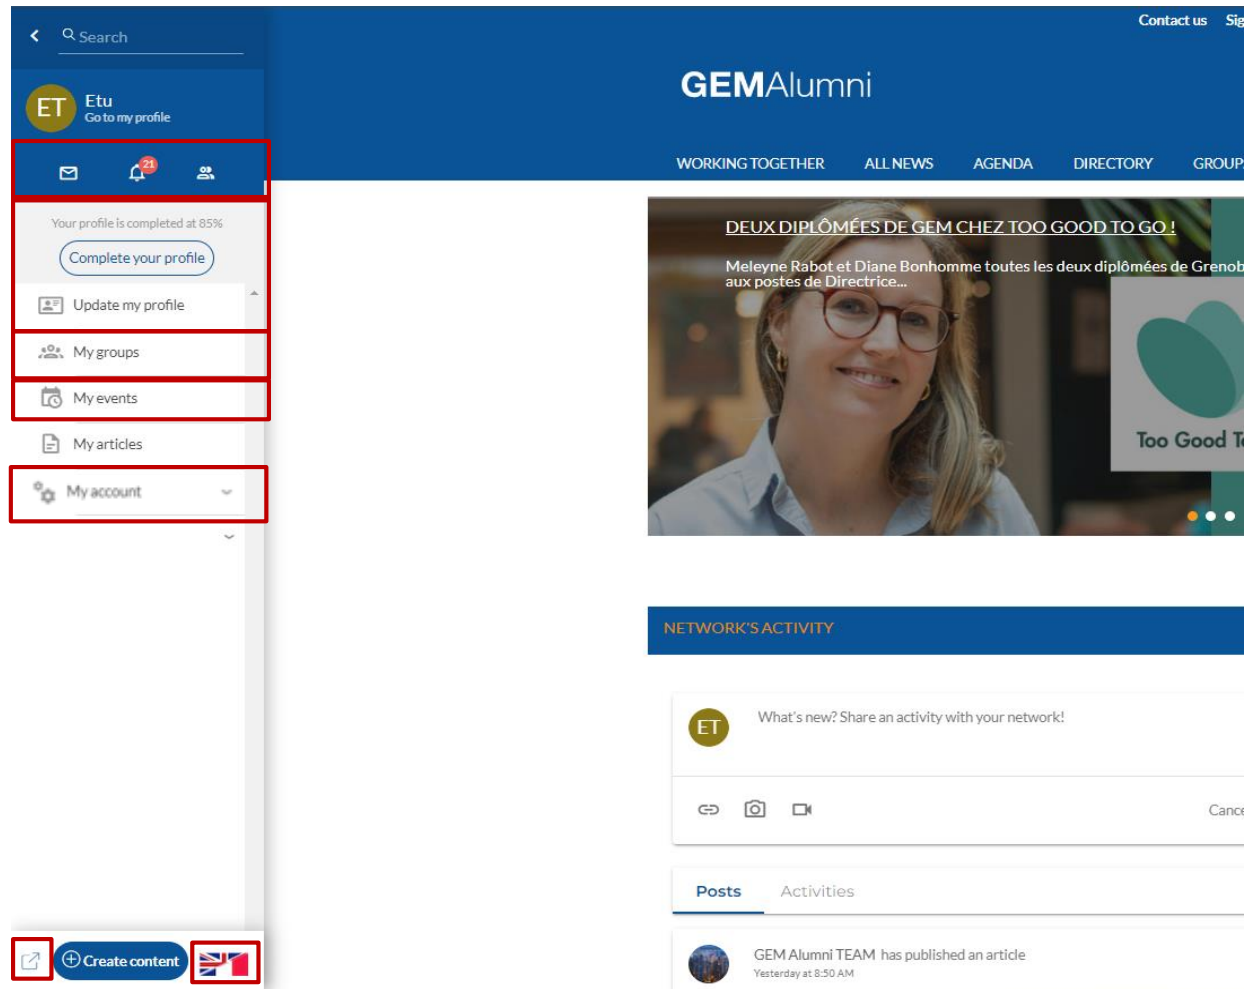 Search
ET
Etu
Go to my profile
21
Your profile is completed at 85%
Complete your profile
Update my profile
My groups
My events
My articles
My account
Create content
Contact us Sig
GEMAlumni
WORKING TOGETHER ALL NEWS AGENDA DIRECTORY GROUP
DEUX DIPLÔMÉES DE GEM CHEZ TOO GOOD TO GO !
Meleyne Rabot et Diane Bonhomme toutes les deux diplômées de Grenob
aux postes de Directrice...
Too Good T
NETWORK'S ACTIVITY
ET
What's new? Share an activity with your network!
Cance
Posts Activities
GEM Alumni TEAM has published an article
Yesterday at 8:50 AM